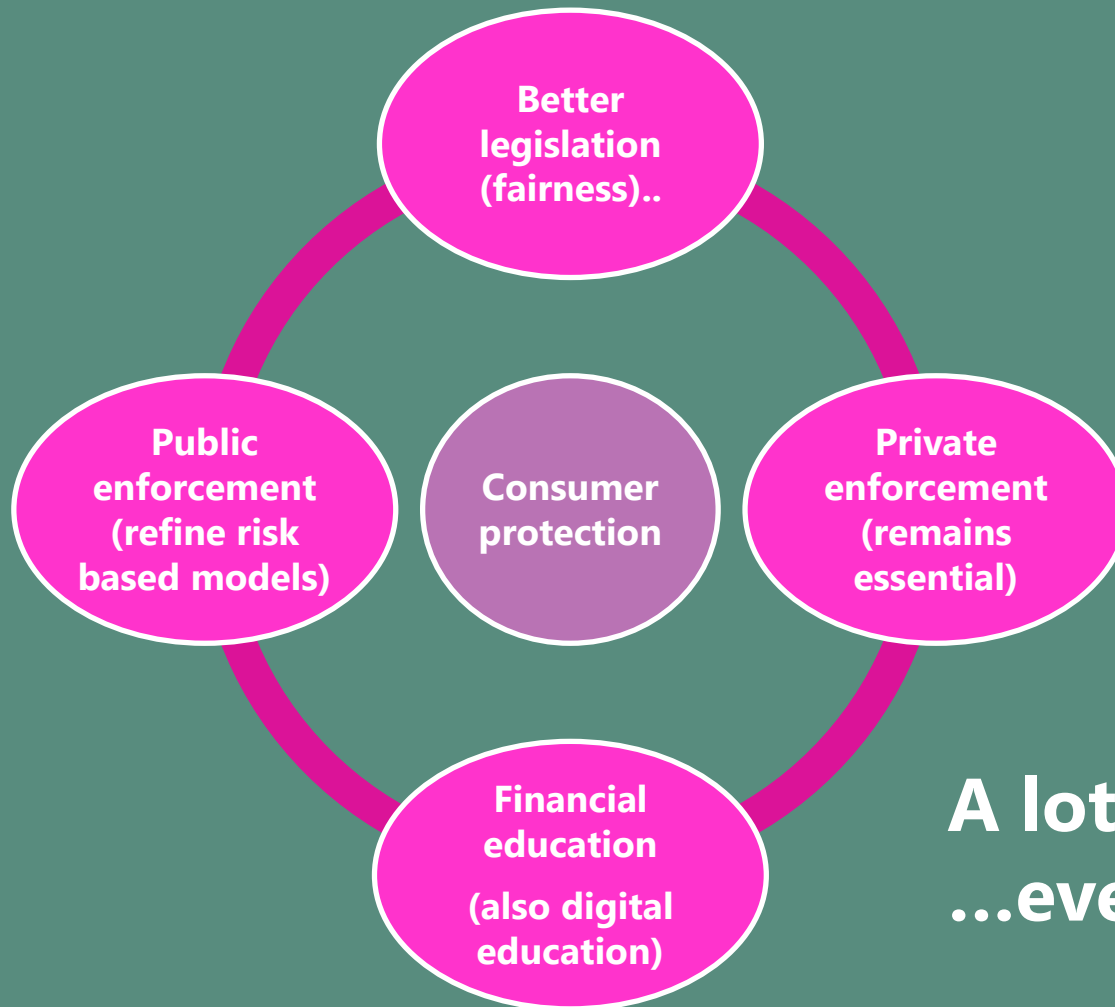 Better
legislation
(fairness)..
Public
enforcement
(refine risk
based models)
Consumer
protection
Private
enforcement
(remains
essential)
Financial
education
(also digital
education)
A lot
...eve